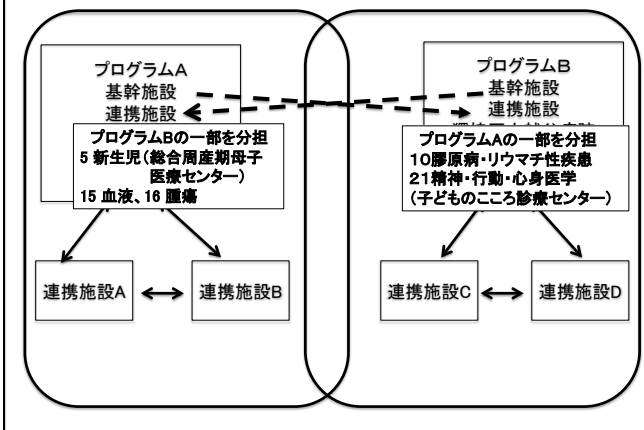 プログラムA
基幹施設
連携施設
プログラムBの一部を分担
5 新生児(総合周産期母子
医療センター)
15 血液、16 腫瘍
連携施設A
連携施設B
プログラムB
基幹施設
連携施設
プログラムAの一部を分担
10膠原病・リウマチ性疾患
21精神・行動・心身医学
(子どものこころ診療センター)
連携施設C
連携施設D